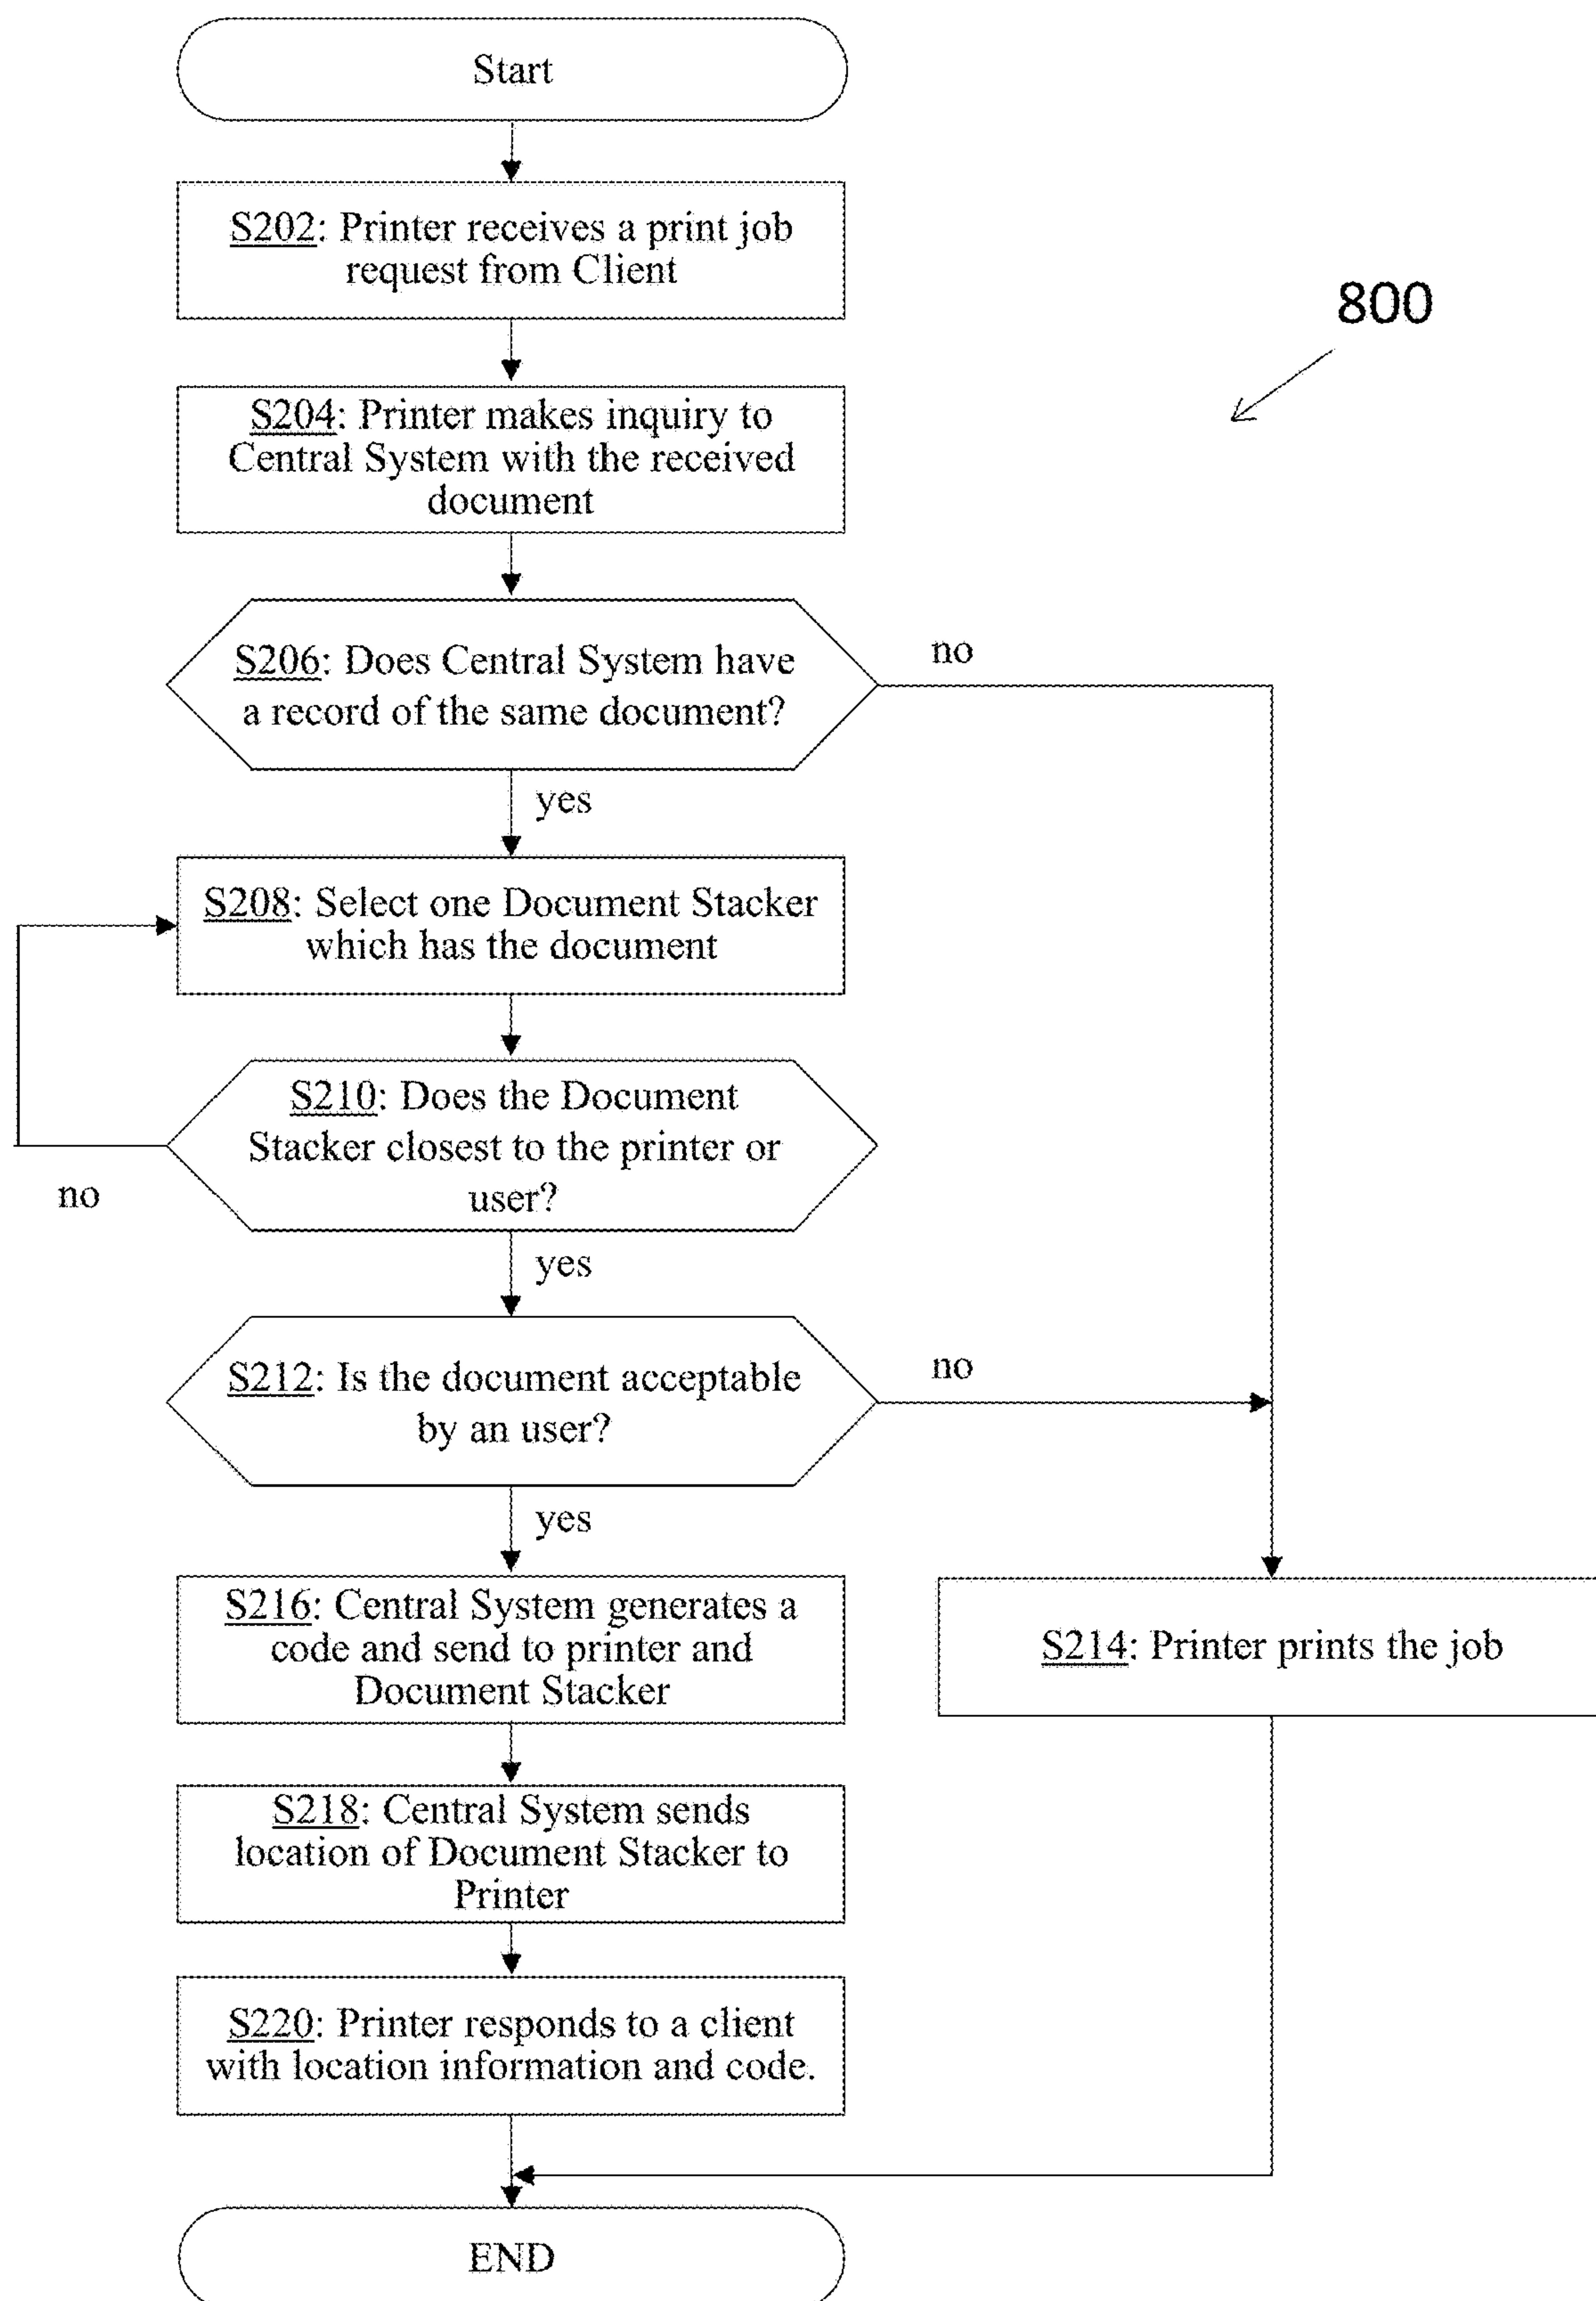 Start
S202: Printer receives a print job
request from Client
800
S204: Printer makes inquiry to
Central System with the received
document
S206: Does Central System have
a record of the same document?
no
yes
S208: Select one Document Stacker
which has the document
S210: Does the Document
Stacker closest to the printer or
user?
no
yes
S212: Is the document acceptable
by an user?
no
yes
S216: Central System generates a
code and send to printer and
Document Stacker
S214: Printer prints the job
S218: Central System sends
location of Document Stacker to
Printer
S220: Printer responds to a client
with location information and code.
END